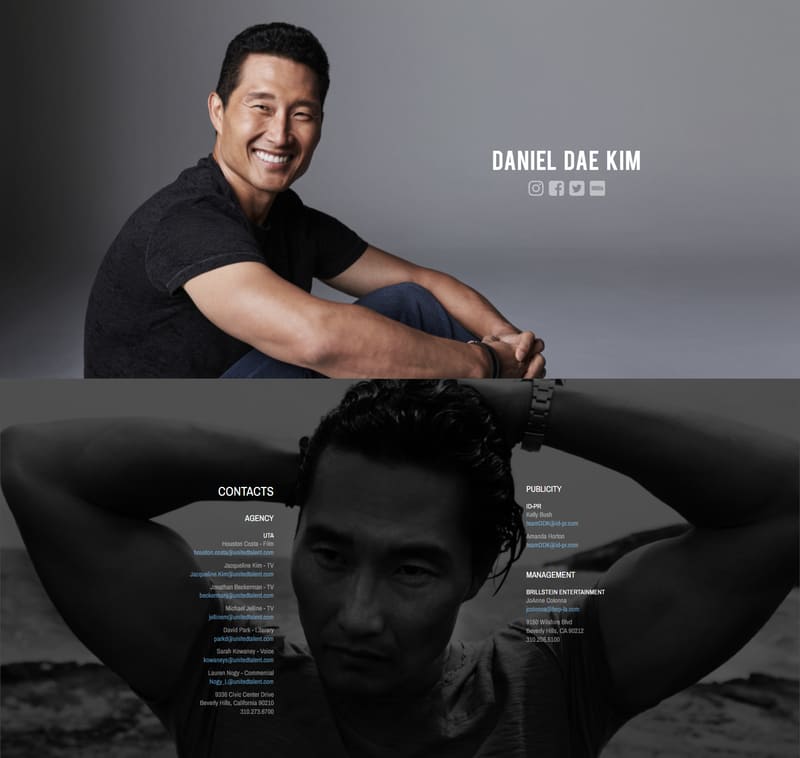 DANIEL DAE KIM
CONTACTS
AGENCY
UTA
Houston Costa - Film
houston.costa@unitedtalent.com
Jacqueline Kim - TV
Jacqueline.Kim@unitedtalent.com
Jonathan Beckerman - TV
beckermanj@unitedtalent.com
Michael Jelline - TV
jellinem@unitedtalent.com
David Park - Literary
parkd@unitedtalent.com
Sarah Kowaney - Voice
kowaneys@unitedtalent.com
Lauren Nogy - Commercial
Nogy_L@unitedtalent.com
9336 Civic Center Drive
Beverly Hills, California 90210
310.273.6700
PUBLICITY
ID-PR
Kelly Bush
teamDDK@id-pr.com
Amanda Horton
teamDDK@id-pr.com
MANAGEMENT
BRILLSTEIN ENTERTAINMENT
JoAnne Colonna
jcolonna@bep-la.com
9150 Wilshire Blvd
Beverly Hills, CA 90212
310.205.5100